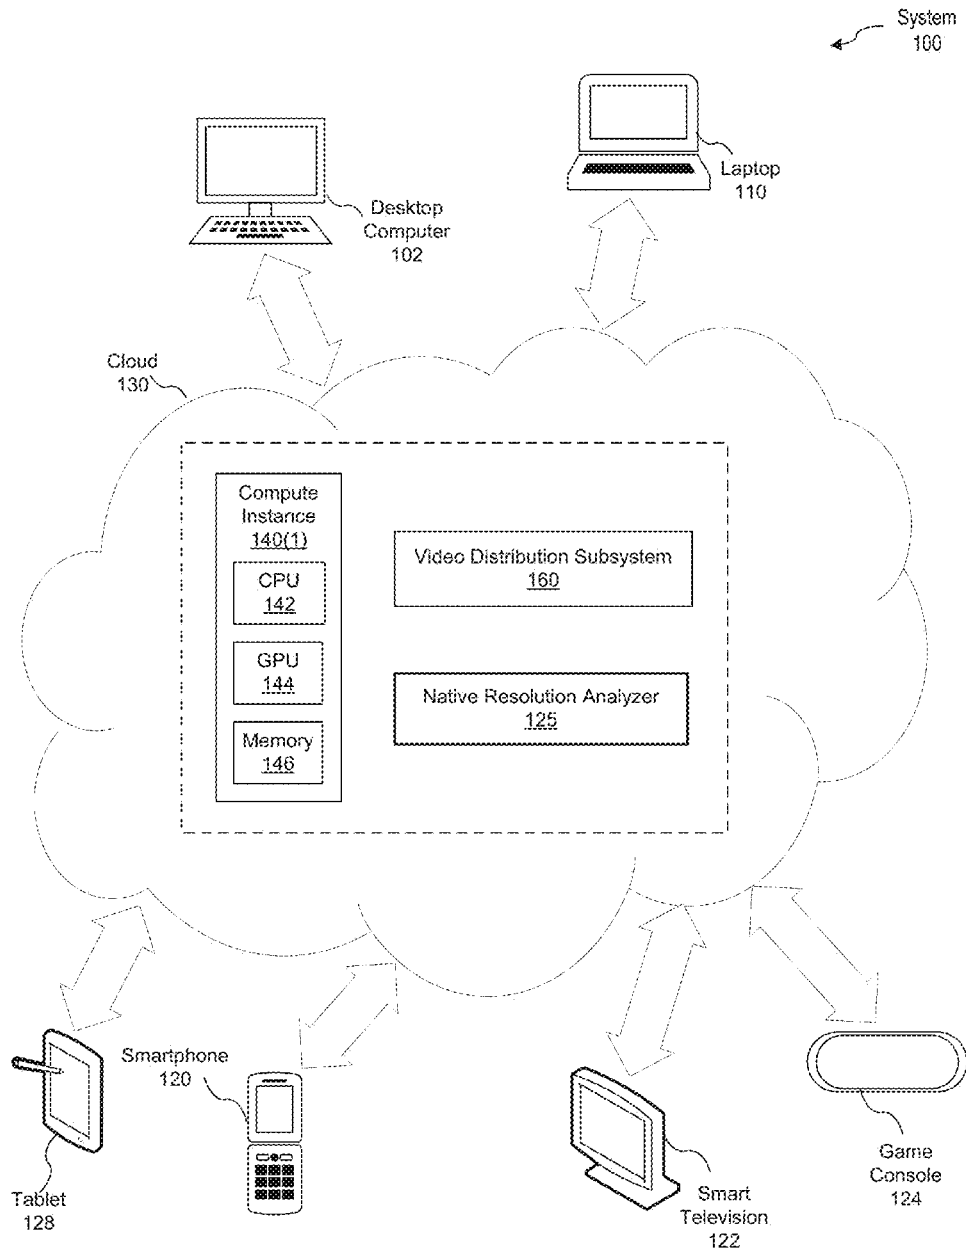 System
100
Laptop
110
Desktop
Computer
102
Cloud
130
Compute
Instance
140(1)
CPU
142
GPU
144
Memory
146
Video Distribution Subsystem
160
Native Resolution Analyzer
125
Smartphone
120
Tablet
128
Smart
Television
122
Game
Console
124